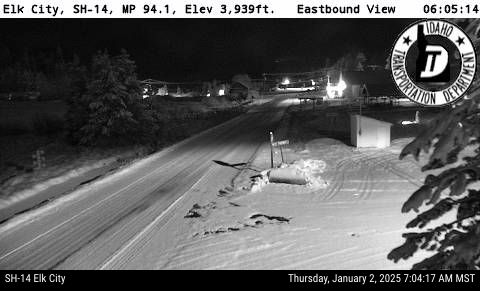 Elk City, SH-14, MP 94.1, Elev 3,939ft. Eastbound View 06:05:14
IDAHO
TRANSPORTATION DEPARTMENT
SH-14 Elk City Thursday, January 2, 2025 7:04:17 AM MST